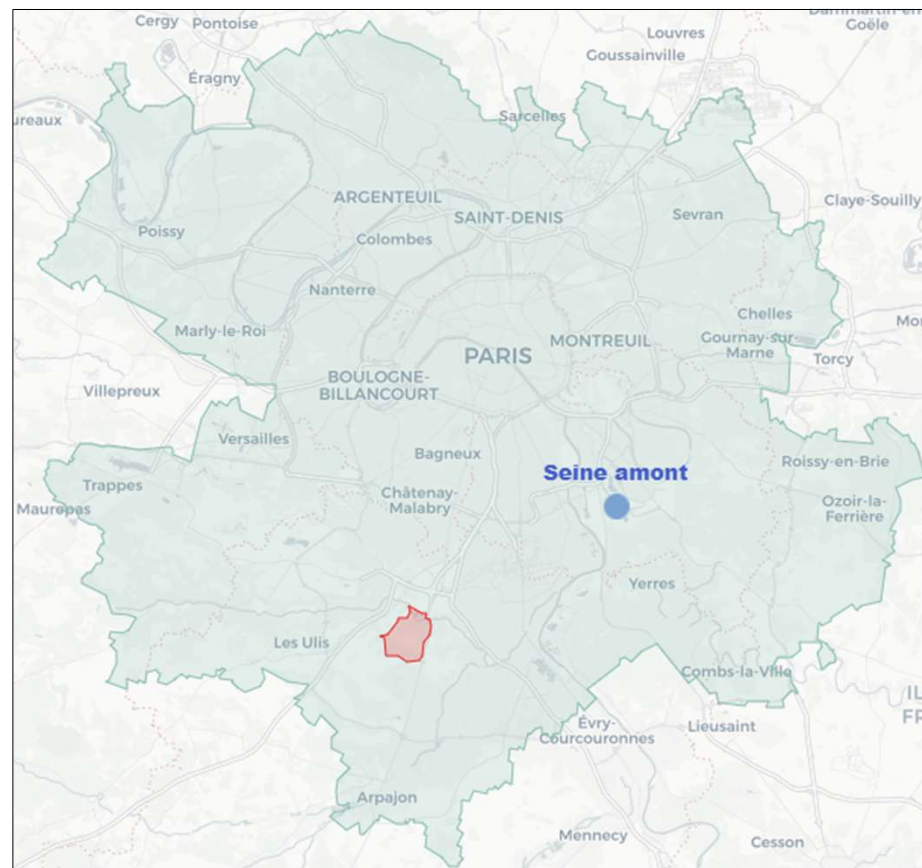 Cergy
Pontoise
Éragny
Louvres
Goussainville
Goële
Sarcelles
ARGENTEUIL
SAINT-DENIS
Sevran
Claye-Souilly
Poissy
Colombes
Nanterre
Chelles
Marly-le-Roi
MONTREUIL
Gournay-sur-
Marne
Torcy
PARIS
BOULOGNE-
BILLANCOURT
Villepreux
Versailles
Bagneux
Seine amont
Roissy-en-Brie
Trappes
Châtenay-
Malabry
Maurepas
Ozoir-la-
Ferrière
Yerres
Les Ulis
Combs-la-Ville
Évry-
Courcouronnes
Lieusaint
Arpajon
Mennecy
Cesson